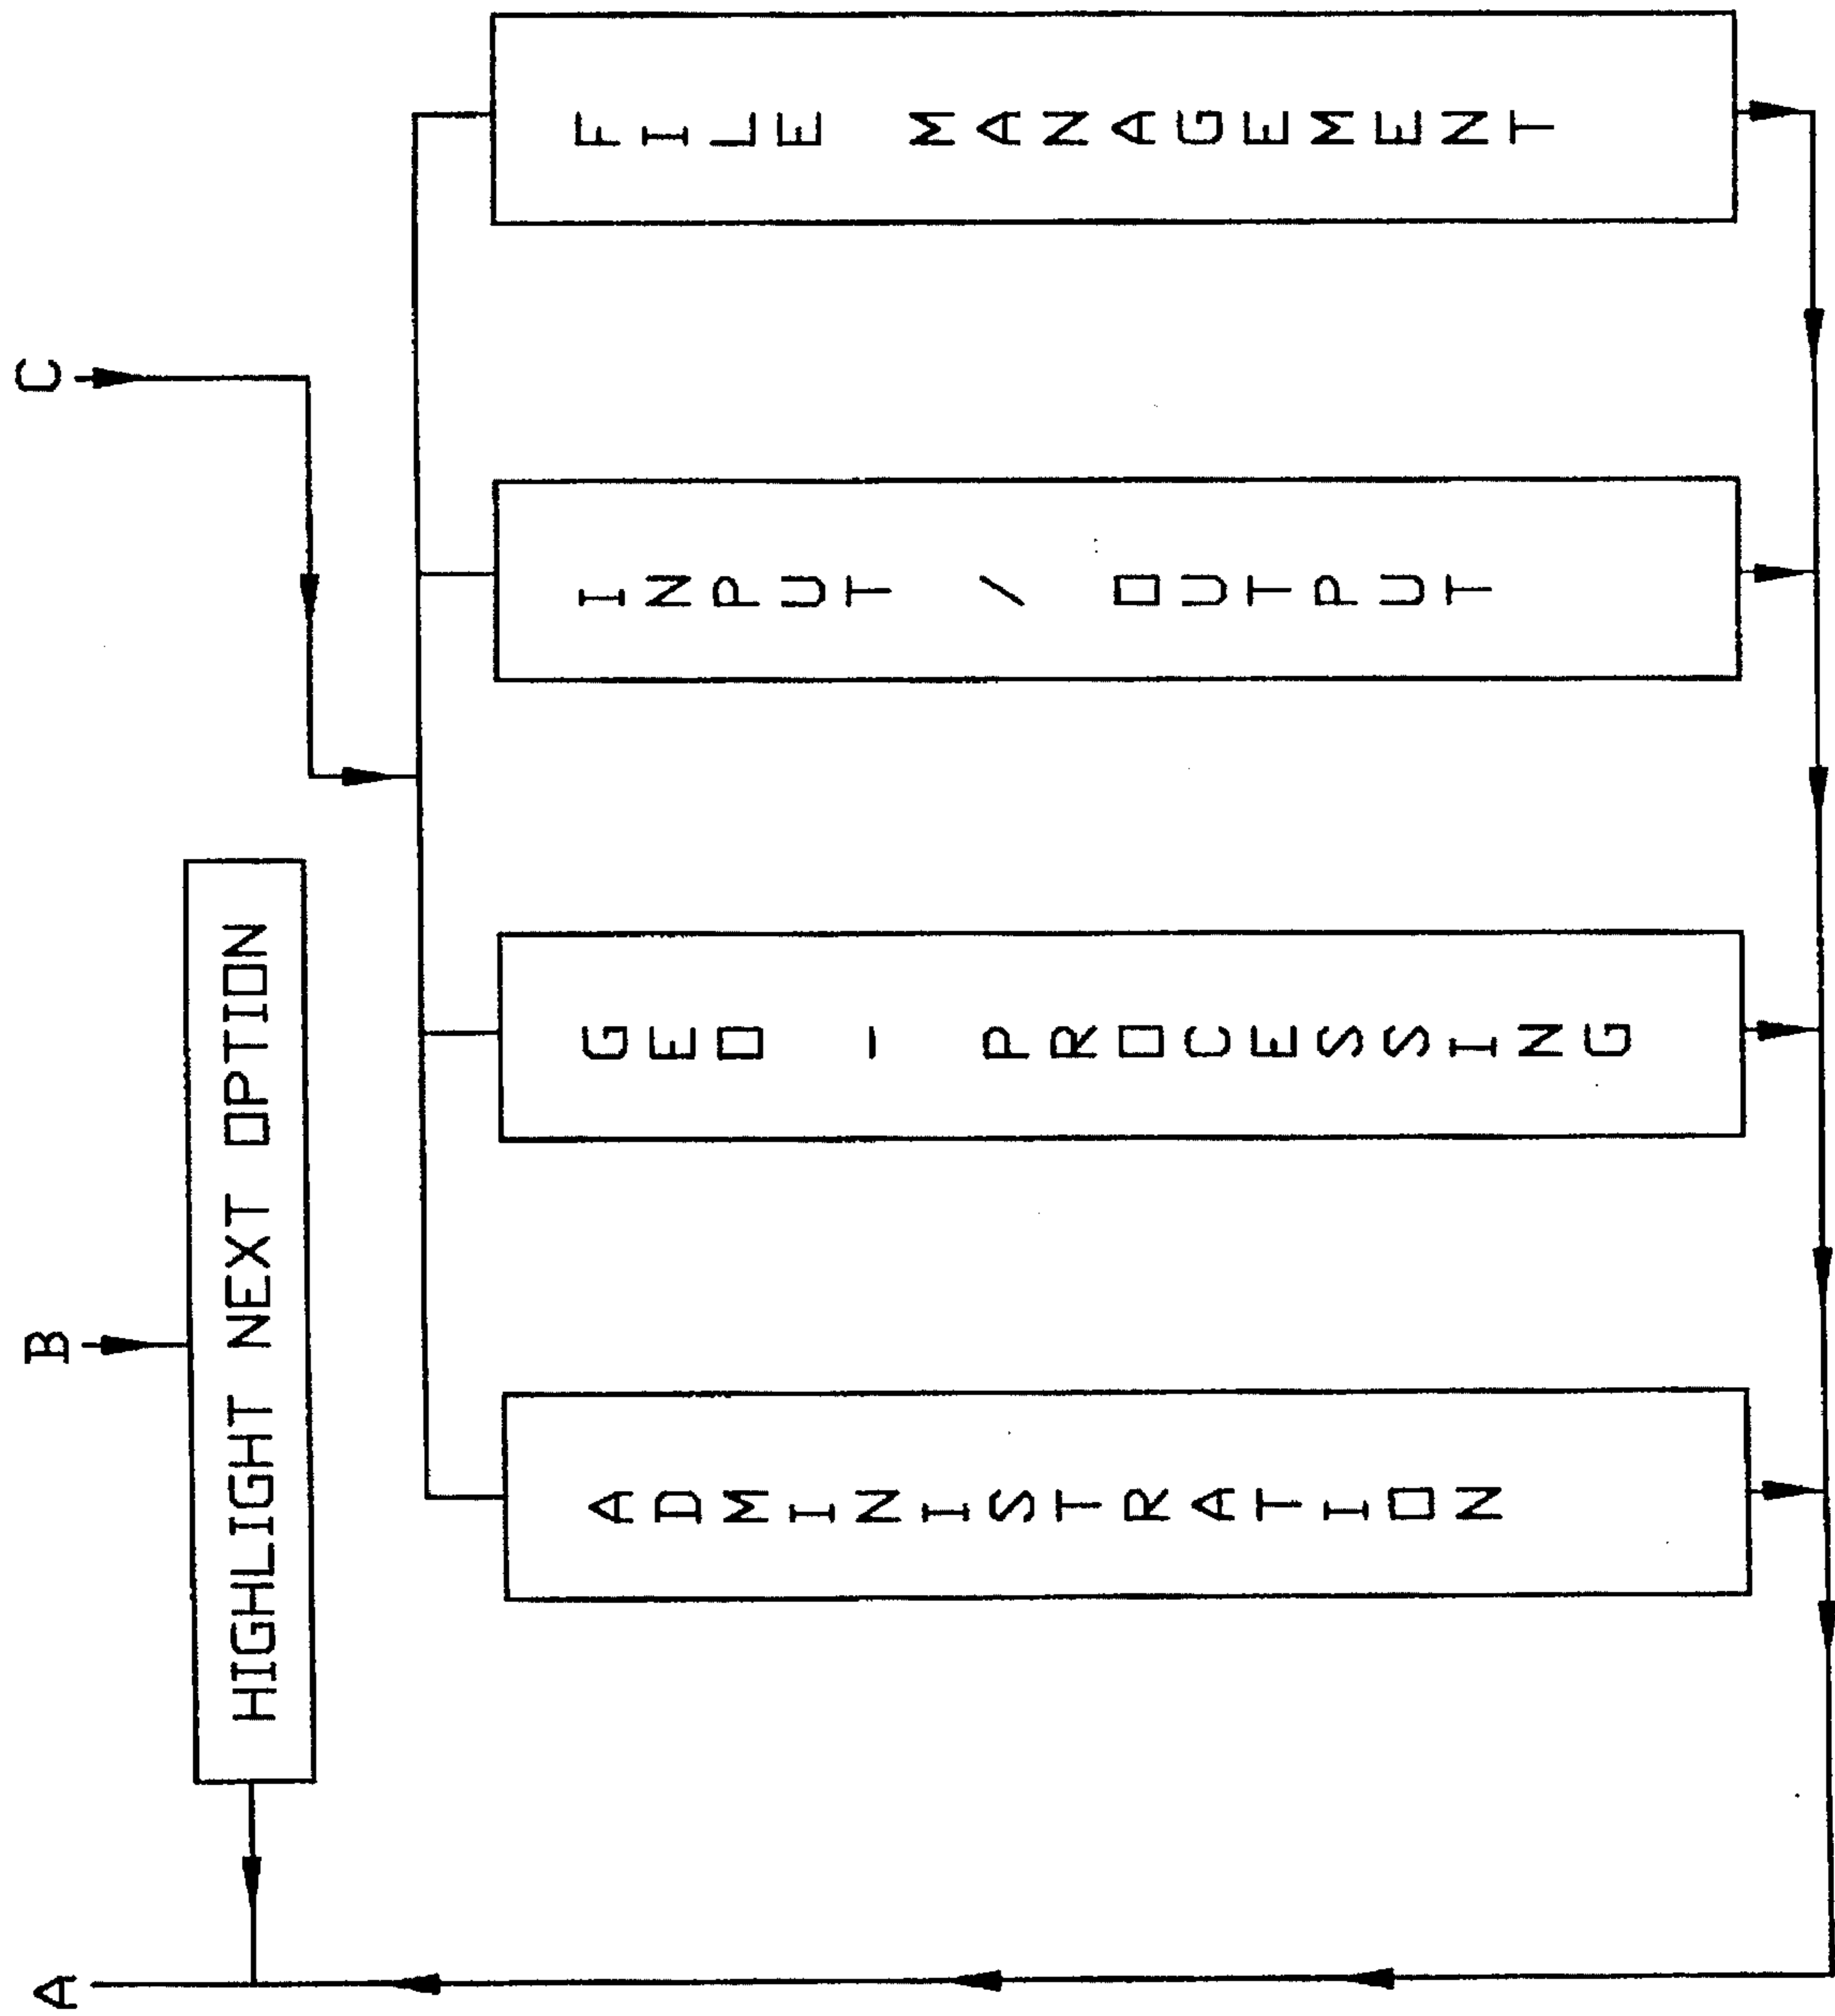 A B C
HIGHLIGHT NEXT OPTION
ADMINISTRATION
GEO - PROCESSING
INPUT / OUTPUT
FILE MANAGEMENT